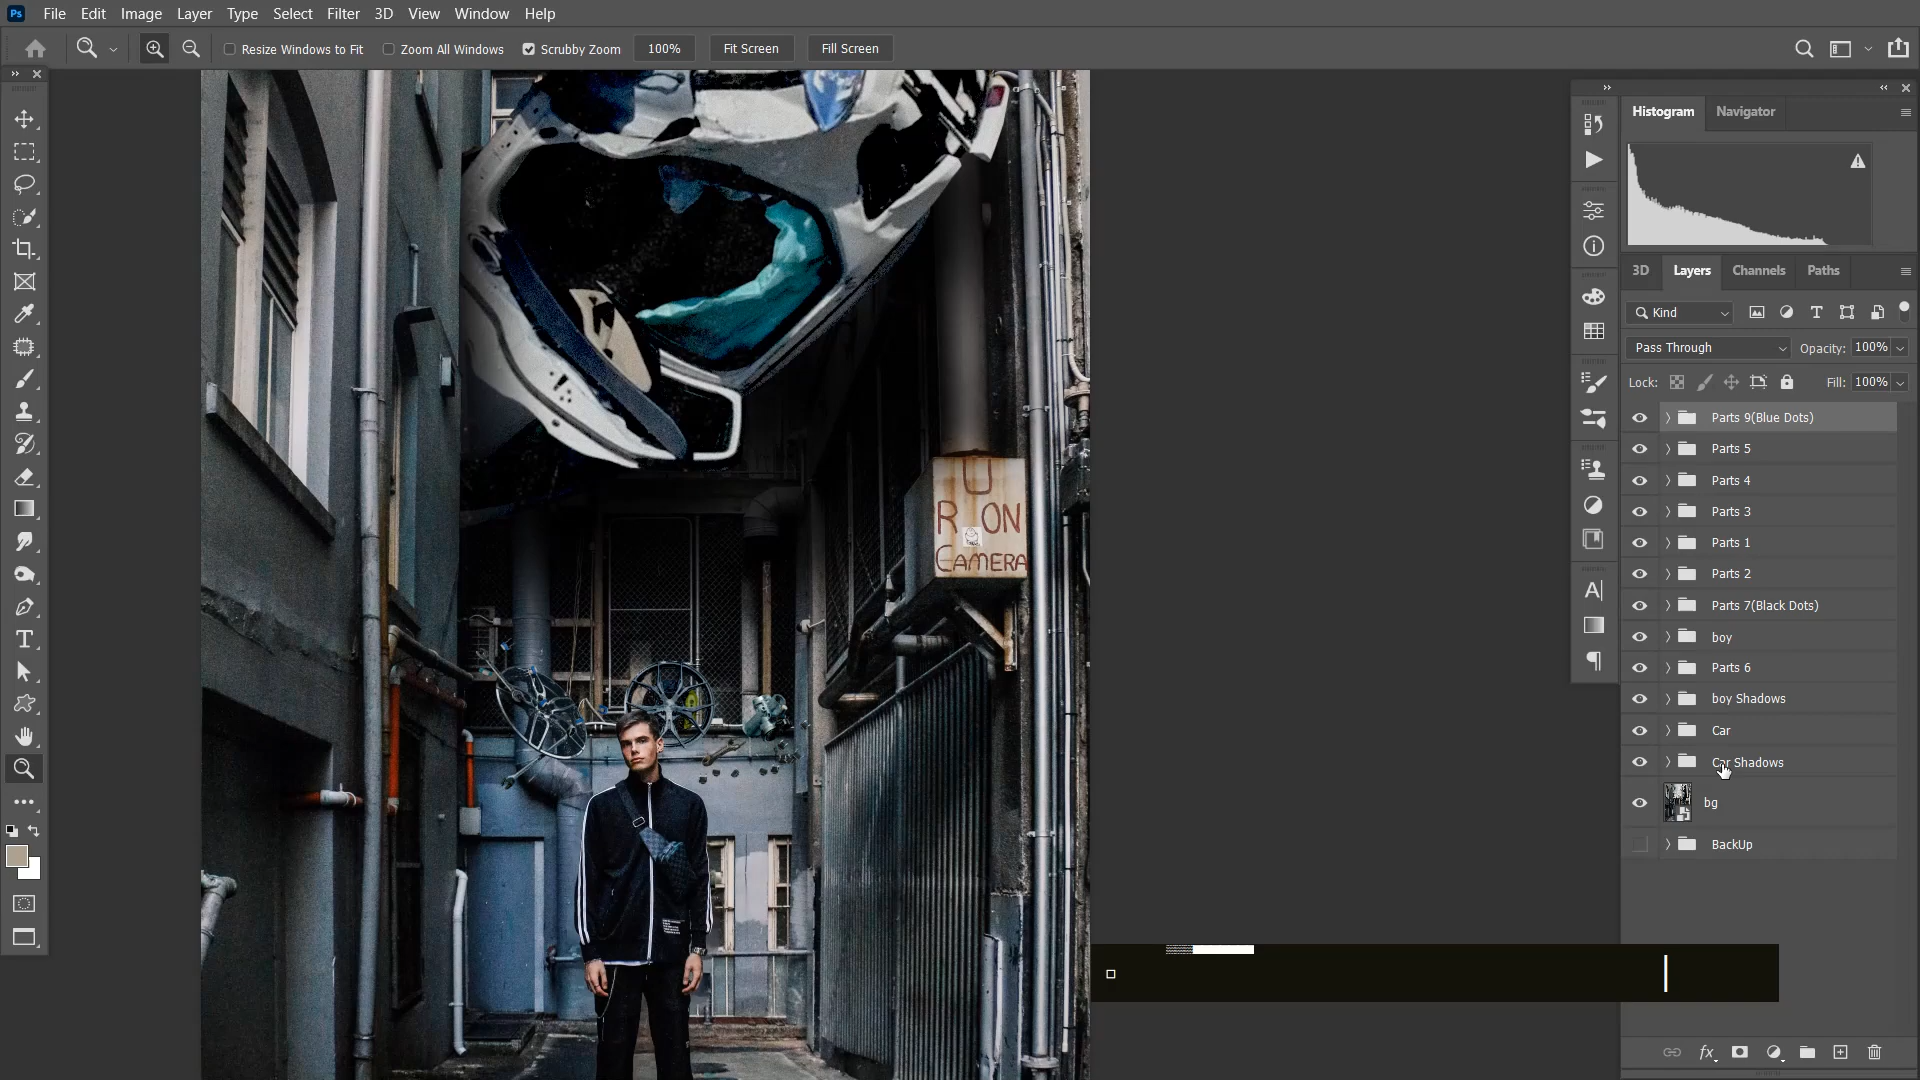 Ps File Edit Image Layer Type Select Filter 3D View Window Help
Resize Windows to Fit Zoom All Windows Scrubby Zoom 100% Fit Screen Fill Screen
Histogram Navigator
3D Layers Channels Paths
Kind
Pass Through Opacity: 100%
Lock: Fill: 100%
Parts 9(Blue Dots)
Parts 5
Parts 4
Parts 3
Parts 1
Parts 2
Parts 7(Black Dots)
boy
Parts 6
boy Shadows
Car
Car Shadows
bg
BackUp
U
R ON
CAMERA